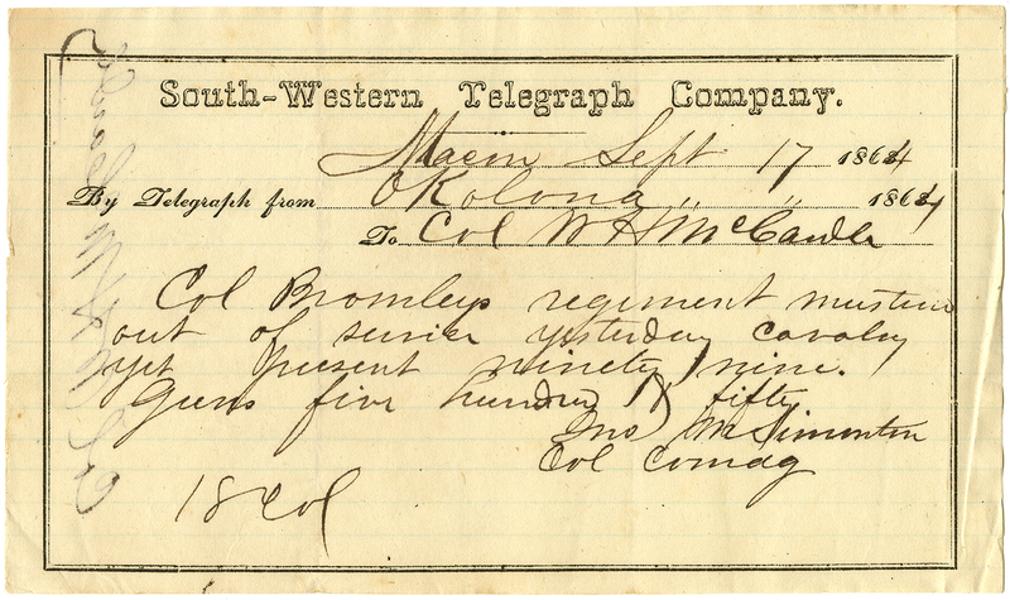 South-Western Telegraph Company.
Macon Sept 17 1864
By Telegraph from OKolona " " 1864
To Col W H McCardle
Col Bromleys regiment musterd
out of service yesterday cavalry
yet present ninety nine.
Guns five hundred & fifty
Jno M Simonton
Col Comdg
18 Col